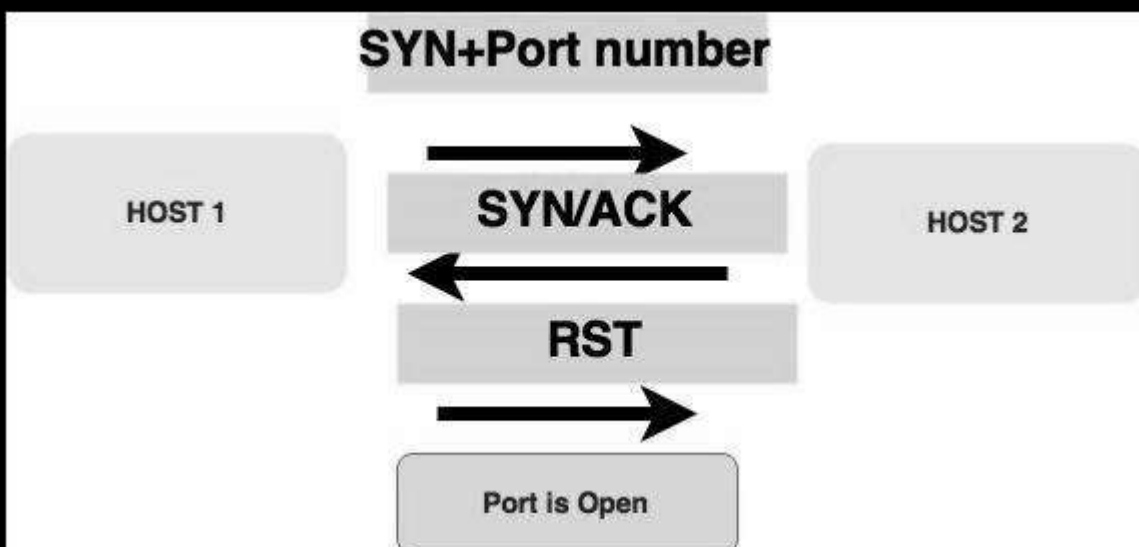 SYN+Port number
HOST 1
SYN/ACK
HOST 2
RST
Port is Open